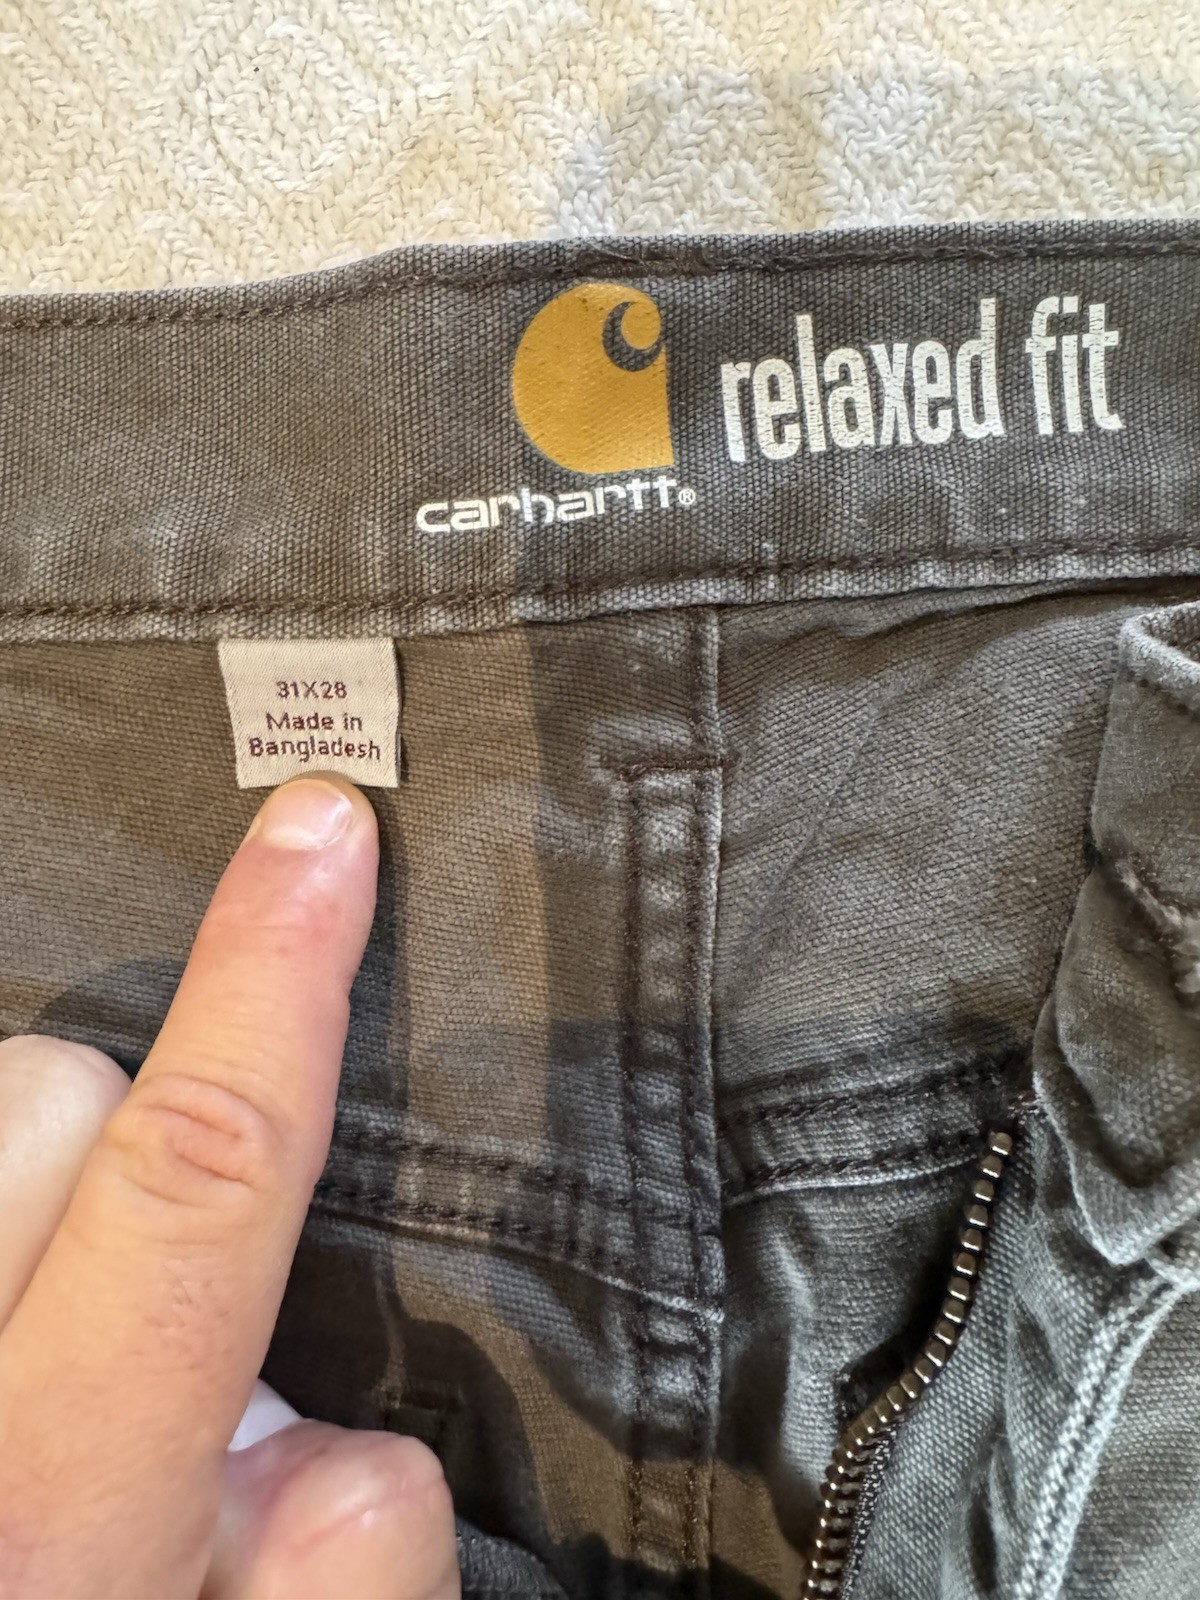 relaxed fit
carhartt®
31X28
Made in
Bangladesh